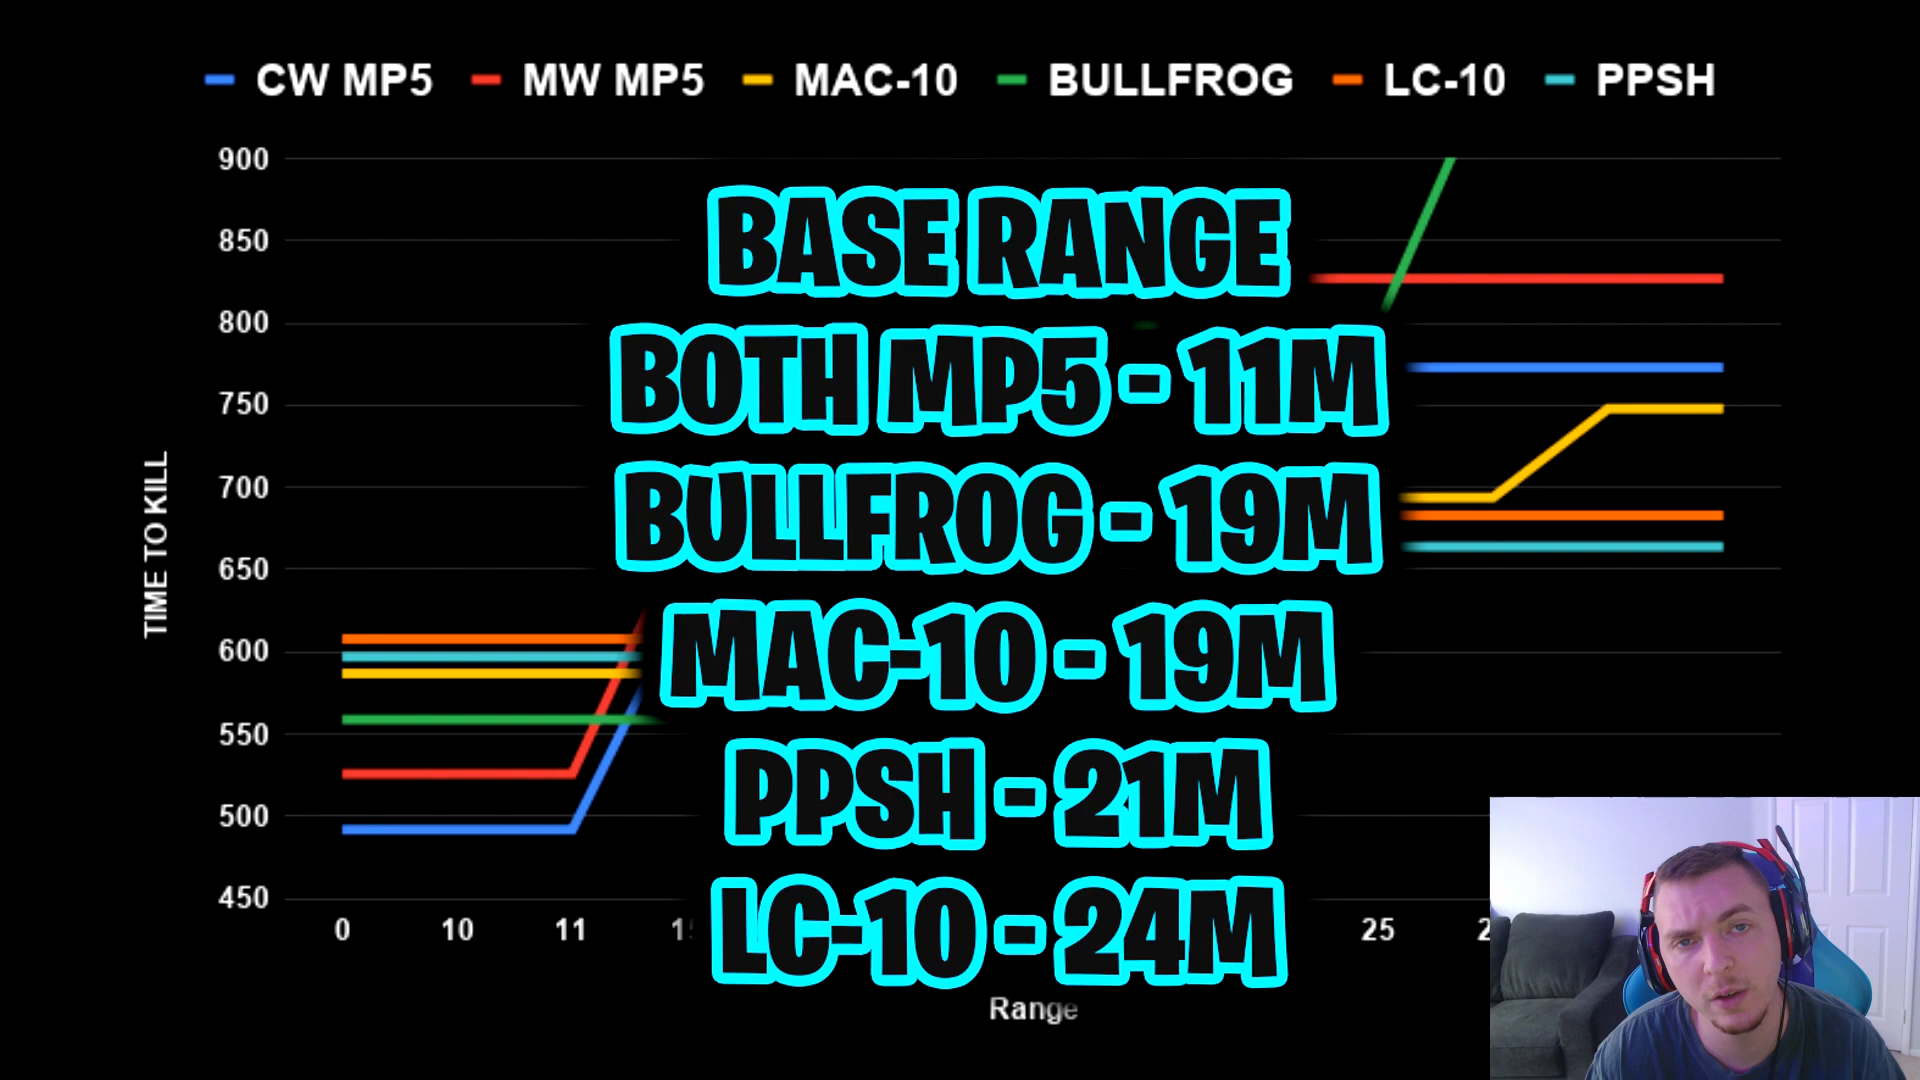 CW MP5 MW MP5 MAC-10 BULLFROG LC-10 PPSH
900
850
800
750
700
650
600
550
500
450
TIME TO KILL
BASE RANGE
BOTH MP5 - 11M
BULLFROG - 19M
MAC-10 - 19M
PPSH - 21M
LC-10 - 24M
0 10 11 25
Range